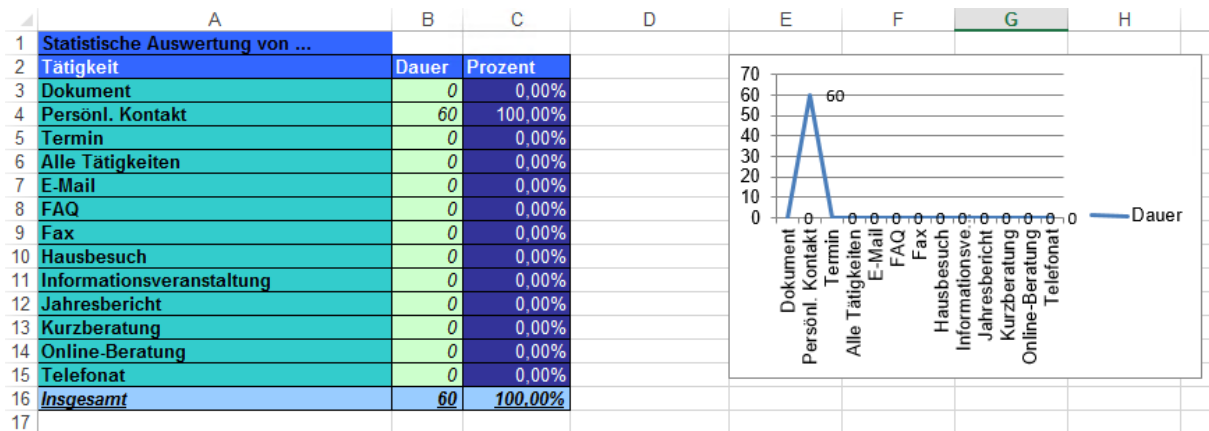 A B C D E F G H
1 Statistische Auswertung von ...
2 Tätigkeit Dauer Prozent
3 Dokument 0 0,00%
4 Persönl. Kontakt 60 100,00%
5 Termin 0 0,00%
6 Alle Tätigkeiten 0 0,00%
7 E-Mail 0 0,00%
8 FAQ 0 0,00%
9 Fax 0 0,00%
10 Hausbesuch 0 0,00%
11 Informationsveranstaltung 0 0,00%
12 Jahresbericht 0 0,00%
13 Kurzberatung 0 0,00%
14 Online-Beratung 0 0,00%
15 Telefonat 0 0,00%
16 Insgesamt 60 100,00%
17
70
60
50
40
30
20
10
0
60
0 0 0 0 0 0 0 0 0 0 0 0
Dokument
Persönl. Kontakt
Termin
Alle Tätigkeiten
E-Mail
FAQ
Fax
Hausbesuch
Informationsve...
Jahresbericht
Kurzberatung
Online-Beratung
Telefonat
Dauer